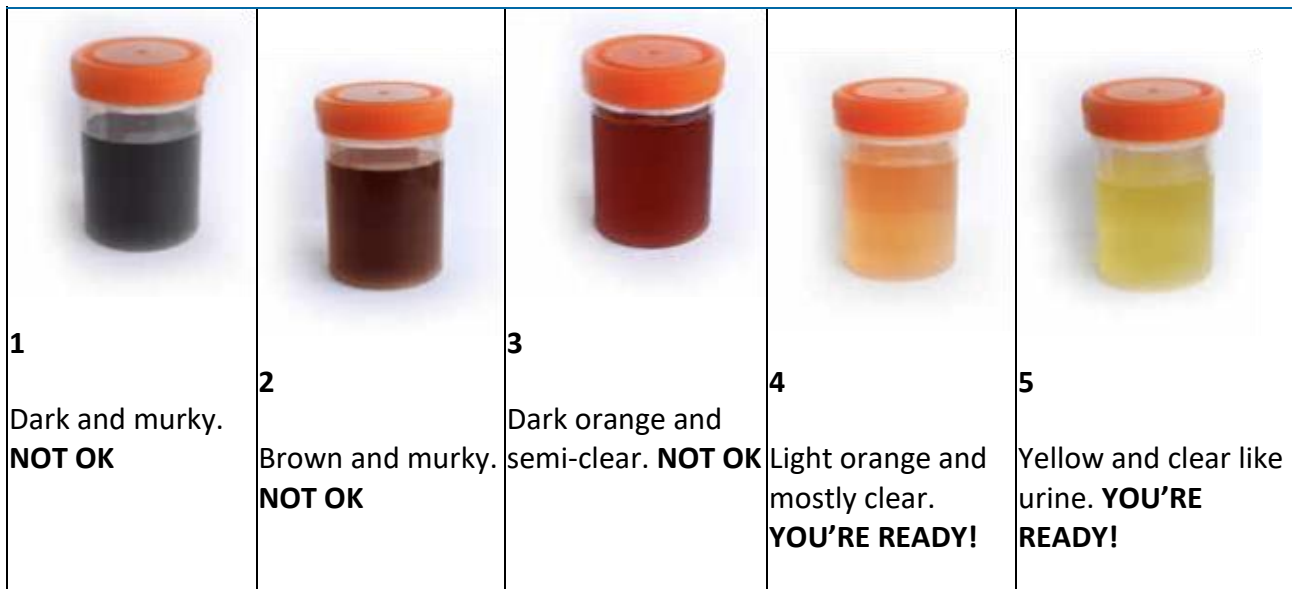 1
Dark and murky.
NOT OK
2
Brown and murky.
NOT OK
3
Dark orange and
semi-clear. NOT OK
4
Light orange and
mostly clear.
YOU’RE READY!
5
Yellow and clear like
urine. YOU’RE
READY!